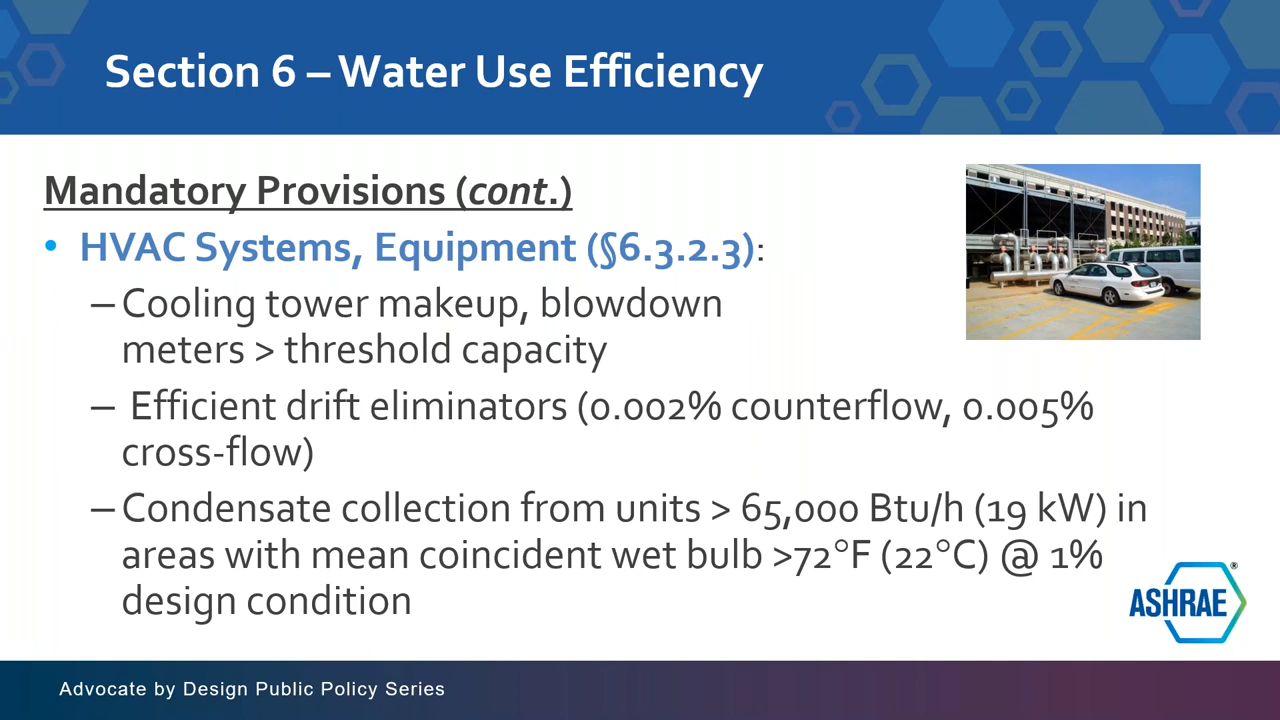 Section 6 – Water Use Efficiency
Mandatory Provisions (cont.)
• HVAC Systems, Equipment (§6.3.2.3):
– Cooling tower makeup, blowdown
meters > threshold capacity
– Efficient drift eliminators (0.002% counterflow, 0.005%
cross-flow)
– Condensate collection from units > 65,000 Btu/h (19 kW) in
areas with mean coincident wet bulb >72°F (22°C) @ 1%
design condition
ASHRAE®
Advocate by Design Public Policy Series